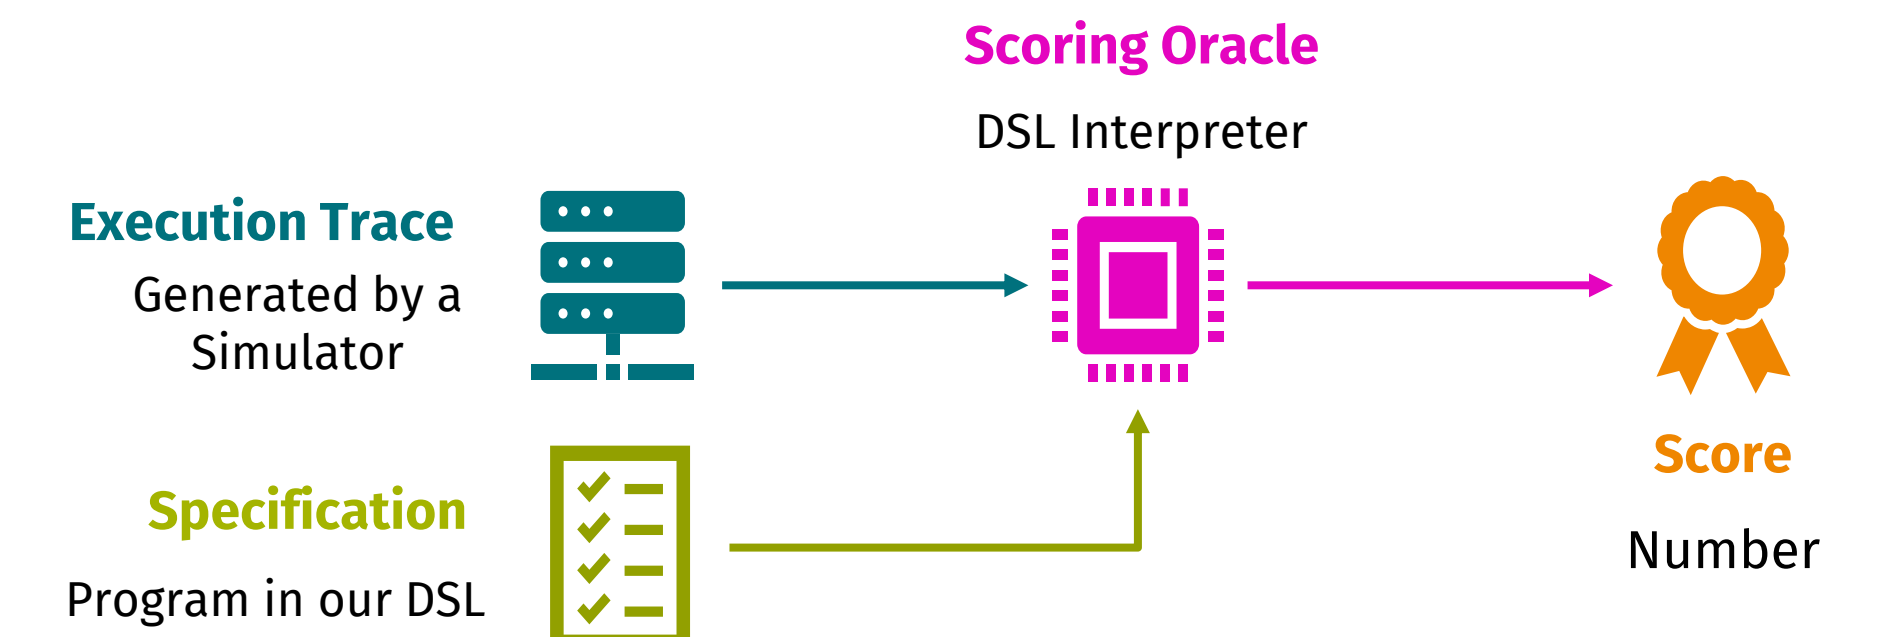 Scoring Oracle
DSL Interpreter
Execution Trace
Generated by a
Simulator
Specification
Program in our DSL
Score
Number